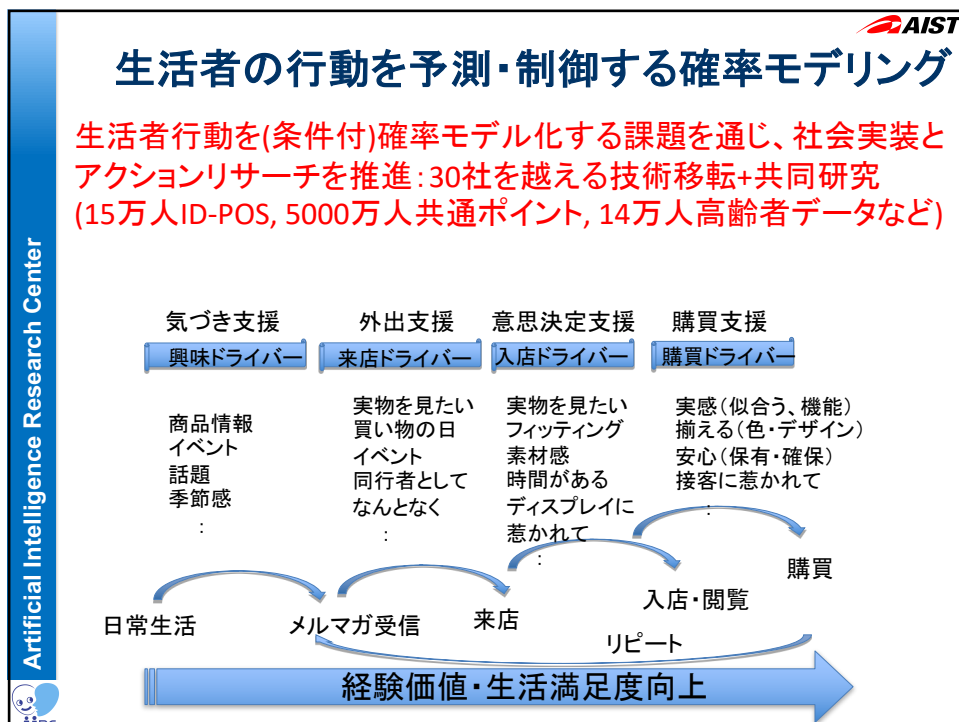 AIST
生活者の行動を予測・制御する確率モデリング
生活者行動を(条件付)確率モデル化する課題を通じ、社会実装と
アクションリサーチを推進：30社を越える技術移転+共同研究
(15万人ID-POS, 5000万人共通ポイント, 14万人高齢者データなど)
Artificial Intelligence Research Center
気づき支援
興味ドライバー
商品情報
イベント
話題
季節感
:
外出支援
来店ドライバー
実物を見たい
買い物の日
イベント
同行者として
なんとなく
:
意思決定支援
入店ドライバー
実物を見たい
フィッティング
素材感
時間がある
ディスプレイに
惹かれて
:
購買支援
購買ドライバー
実感(似合う、機能)
揃える(色・デザイン)
安心(保有・確保)
接客に惹かれて
:
日常生活
メルマガ受信
来店
入店・閲覧
購買
リピート
経験価値・生活満足度向上